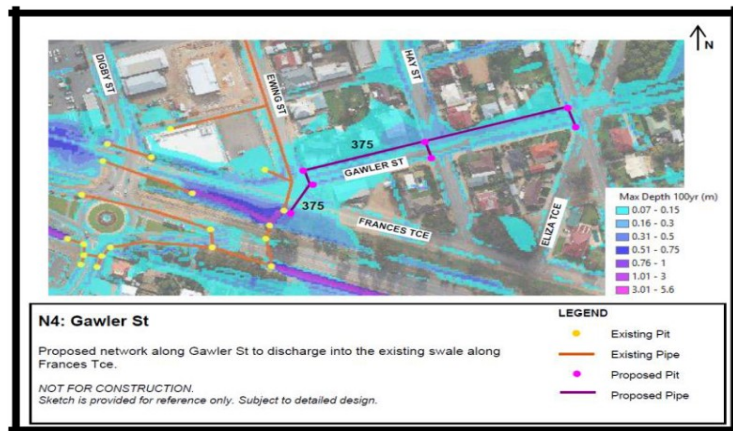 N
DIGBY ST
EWING ST
HAY ST
375
GAWLER ST
375
FRANCES TCE
ELIZA TCE
Max Depth 100yr (m)
0.07 - 0.15
0.16 - 0.3
0.31 - 0.5
0.51 - 0.75
0.76 - 1
1.01 - 3
3.01 - 5.6
N4: Gawler St
Proposed network along Gawler St to discharge into the existing swale along
Frances Tce.
NOT FOR CONSTRUCTION.
Sketch is provided for reference only. Subject to detailed design.
LEGEND
Existing Pit
Existing Pipe
Proposed Pit
Proposed Pipe